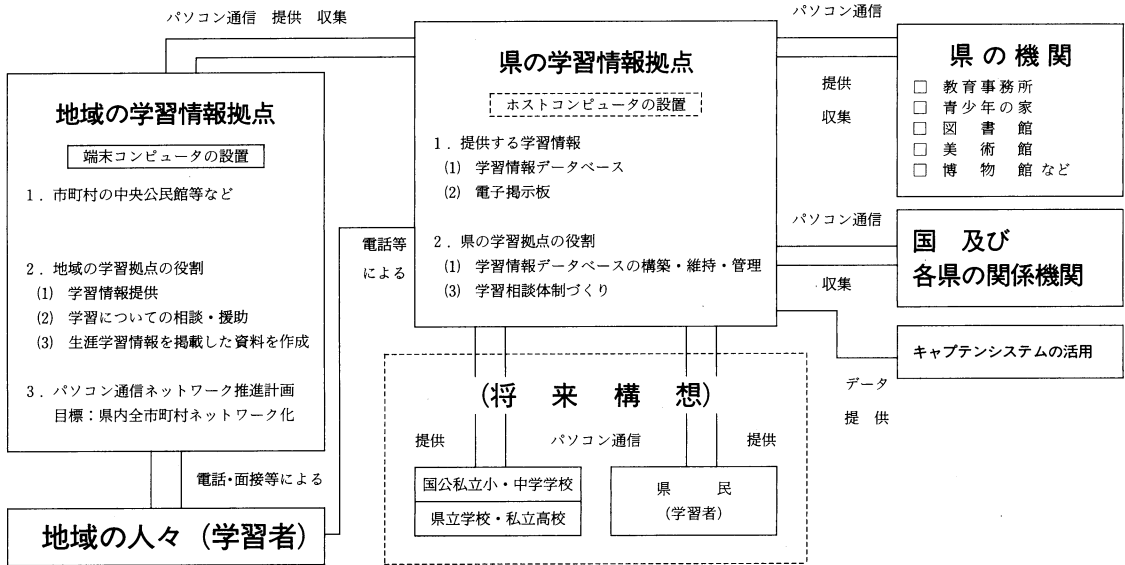 パソコン通信 提供 収集
地域の学習情報拠点
端末コンピュータの設置
1．市町村の中央公民館等など
2．地域の学習拠点の役割
(1) 学習情報提供
(2) 学習についての相談・援助
(3) 生涯学習情報を掲載した資料を作成
3．パソコン通信ネットワーク推進計画
目標：県内全市町村ネットワーク化
電話・面接等による
地域の人々（学習者）
電話等
による
県の学習情報拠点
ホストコンピュータの設置
1．提供する学習情報
(1) 学習情報データベース
(2) 電子掲示板
2．県の学習拠点の役割
(1) 学習情報データベースの構築・維持・管理
(3) 学習相談体制づくり
（将来構想）
提供 パソコン通信 提供
国公私立小・中学学校
県立学校・私立高校
県民
（学習者）
パソコン通信
提供
収集
県の機関
□ 教育事務所
□ 青少年の家
□ 図書館
□ 美術館
□ 博物館など
パソコン通信
収集
国 及び
各県の関係機関
キャプテンシステムの活用
データ
提供